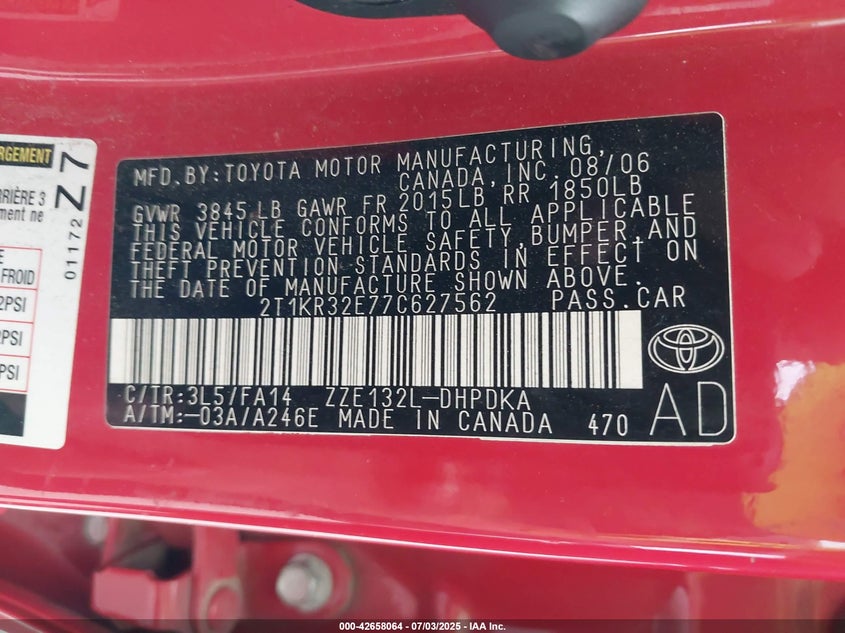 ARGEMENT
RIÈRE 3
ment ne
E
FROID
2PSI
2PSI
PSI
01172
Z7
MFD. BY: TOYOTA MOTOR MANUFACTURING,
CANADA, INC. 08/06
GVWR 3845 LB GAWR FR 2015LB RR 1850LB
THIS VEHICLE CONFORMS TO ALL APPLICABLE
FEDERAL MOTOR VEHICLE SAFETY, BUMPER, AND
THEFT PREVENTION STANDARDS IN EFFECT ON
THE DATE OF MANUFACTURE SHOWN ABOVE.
2T1KR32E77C627562 PASS.CAR
C/TR:3L5/FA14 ZZE132L-DHPDKA
A/TM:-03A/A246E MADE IN CANADA 470
AD
000-42658064 - 07/03/2025 - IAA Inc.